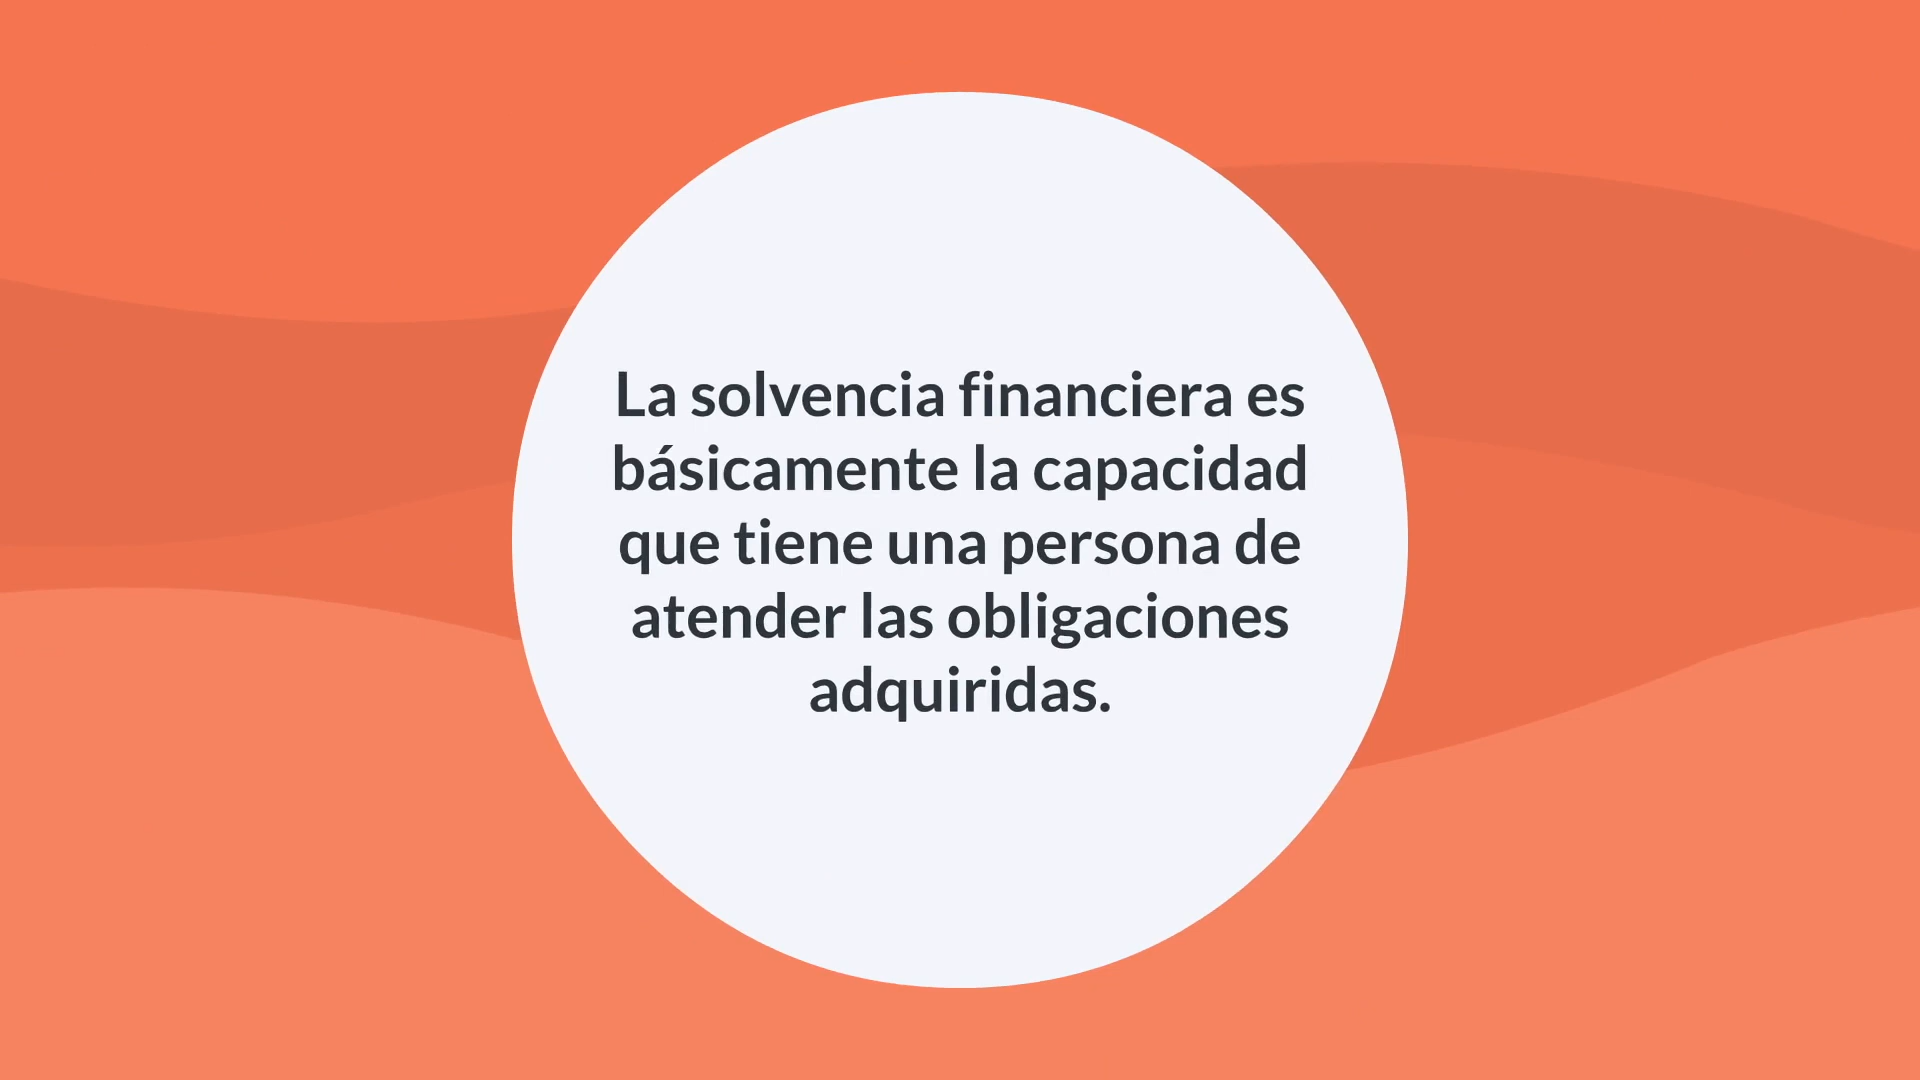 La solvencia financiera es
básicamente la capacidad
que tiene una persona de
atender las obligaciones
adquiridas.